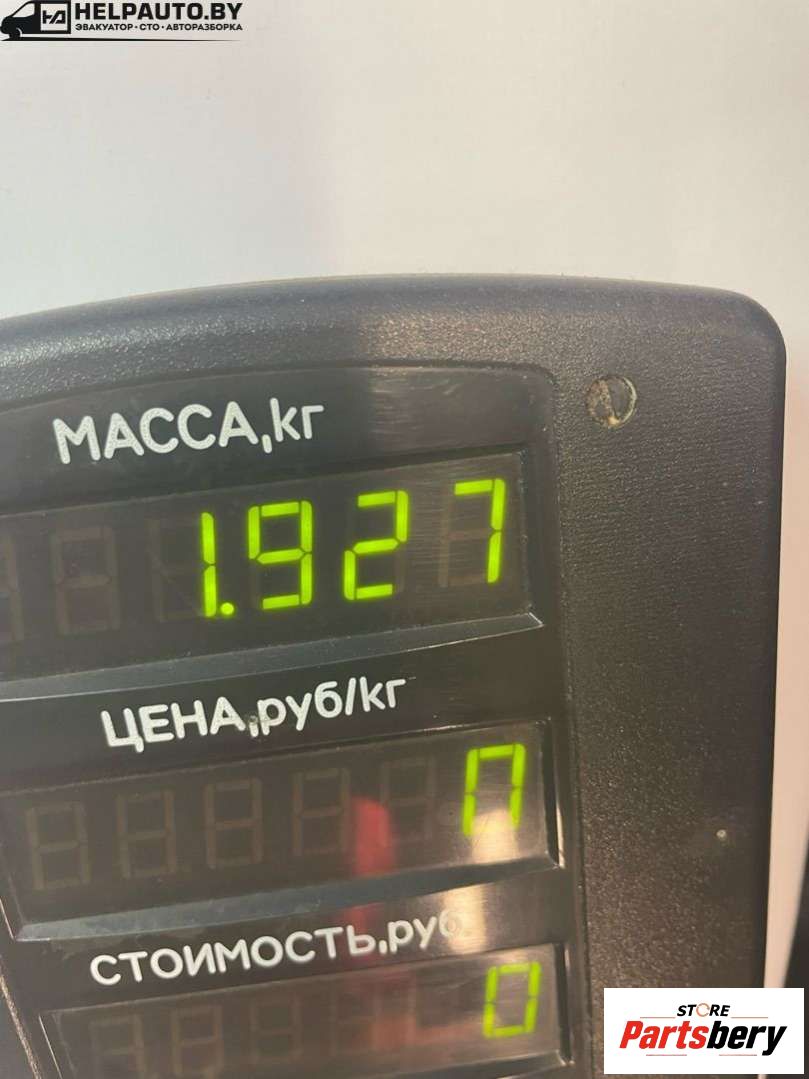 HELPAUTO.BY
ЭВАКУАТОР•СТО•АВТОРАЗБОРКА
МАССА,кг
1.927
ЦЕНА,руб/кг
0
СТОИМОСТЬ,руб.
0
STORE
Partsbery